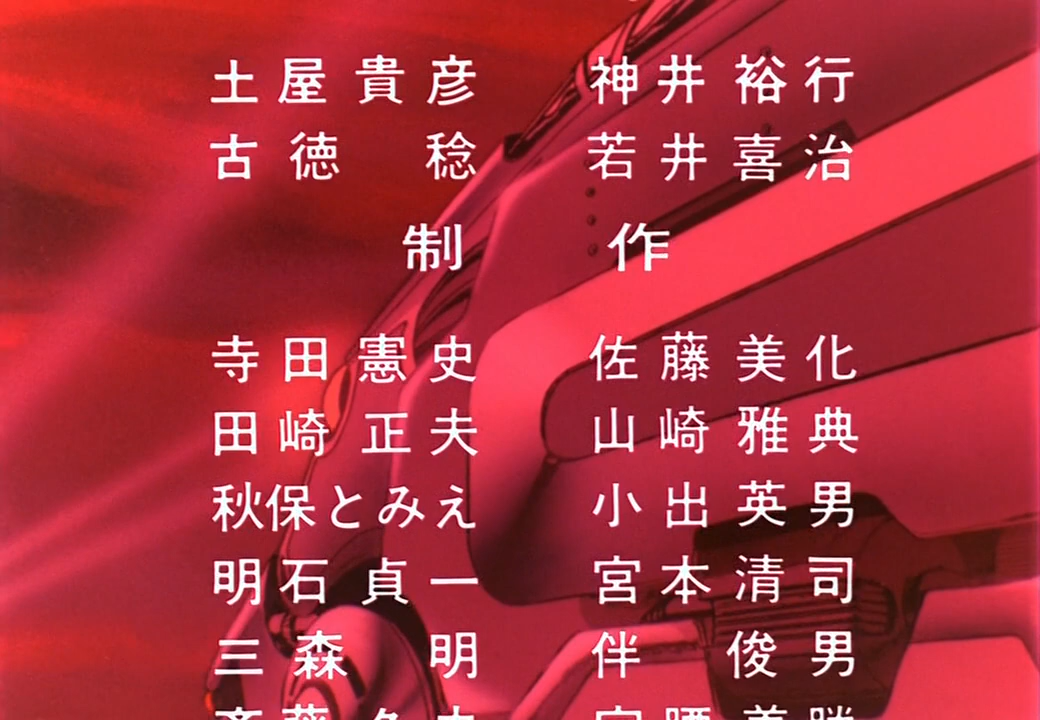 土屋貴彦 神井裕行
古徳 稔 若井喜治
制 作
寺田憲史 佐藤美化
田崎正夫 山崎雅典
秋保とみえ 小出英男
明石貞一 宮本清司
三森 明 伴 俊男